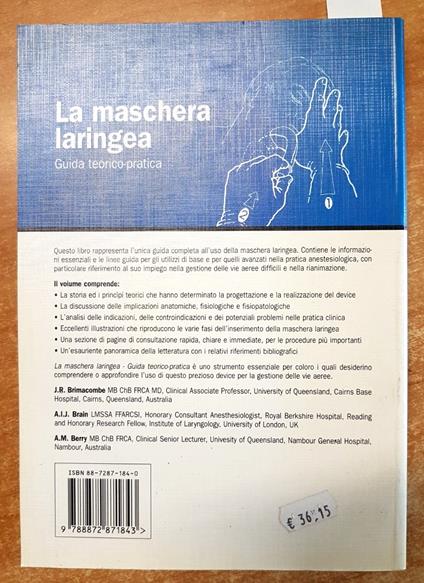 La maschera
laringea
Guida teorico-pratica
2
1
Questo libro rappresenta l'unica guida completa all'uso della maschera laringea. Contiene le informazio-
ni essenziali e le linee guida per gli utilizzi di base e per quelli avanzati nella pratica anestesiologica, con
particolare riferimento al suo impiego nella gestione delle vie aeree difficili e nella rianimazione.
Il volume comprende:
• La storia ed i principi teorici che hanno determinato la progettazione e la realizzazione del device
• La discussione delle implicazioni anatomiche, fisiologiche e fisiopatologiche
• L'analisi delle indicazioni, delle controindicazioni e dei potenziali problemi nella pratica clinica
• Eccellenti illustrazioni che riproducono le varie fasi dell'inserimento della maschera laringea
• Una sezione di pagine di consultazione rapida, chiare e immediate, per le procedure più importanti
• Un'esauriente panoramica della letteratura con i relativi riferimenti bibliografici
La maschera laringea - Guida teorico-pratica è uno strumento essenziale per coloro i quali desiderino
comprendere o approfondire l'uso di questo prezioso device per la gestione delle vie aeree.
J.R. Brimacombe MB ChB FRCA MD, Clinical Associate Professor, University of Queensland, Cairns Base
Hospital, Cairns, Queensland, Australia
A.I.J. Brain LMSSA FFARCSI, Honorary Consultant Anesthesiologist, Royal Berkshire Hospital, Reading
and Honorary Research Fellow, Institute of Laryngology, University of London, UK
A.M. Berry MB ChB FRCA, Clinical Senior Lecturer, Univesity of Queensland, Nambour General Hospital,
Nambour, Australia
ISBN 88-7287-184-0
9 788872 871843>
€ 36,15